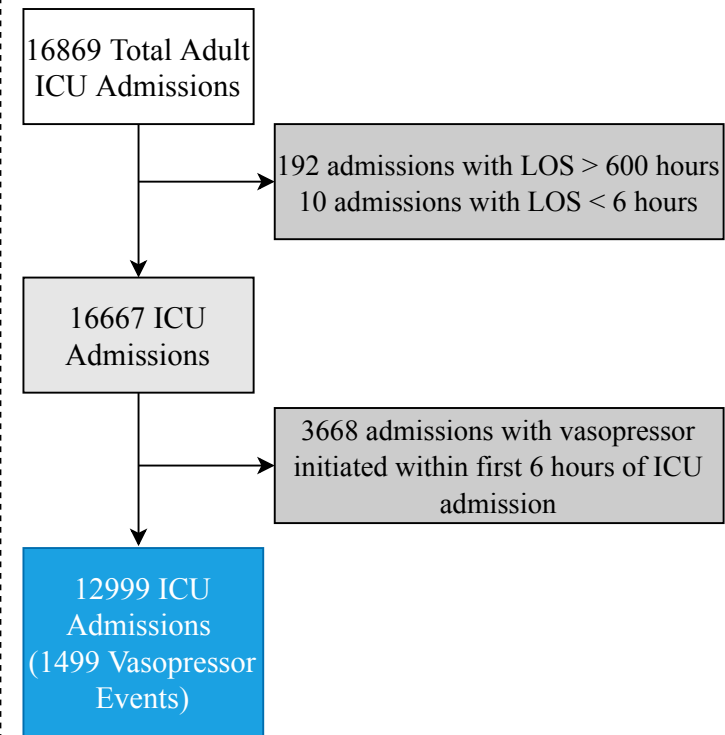 16869 Total Adult
ICU Admissions
192 admissions with LOS > 600 hours
10 admissions with LOS < 6 hours
16667 ICU
Admissions
3668 admissions with vasopressor
initiated within first 6 hours of ICU
admission
12999 ICU
Admissions
(1499 Vasopressor
Events)